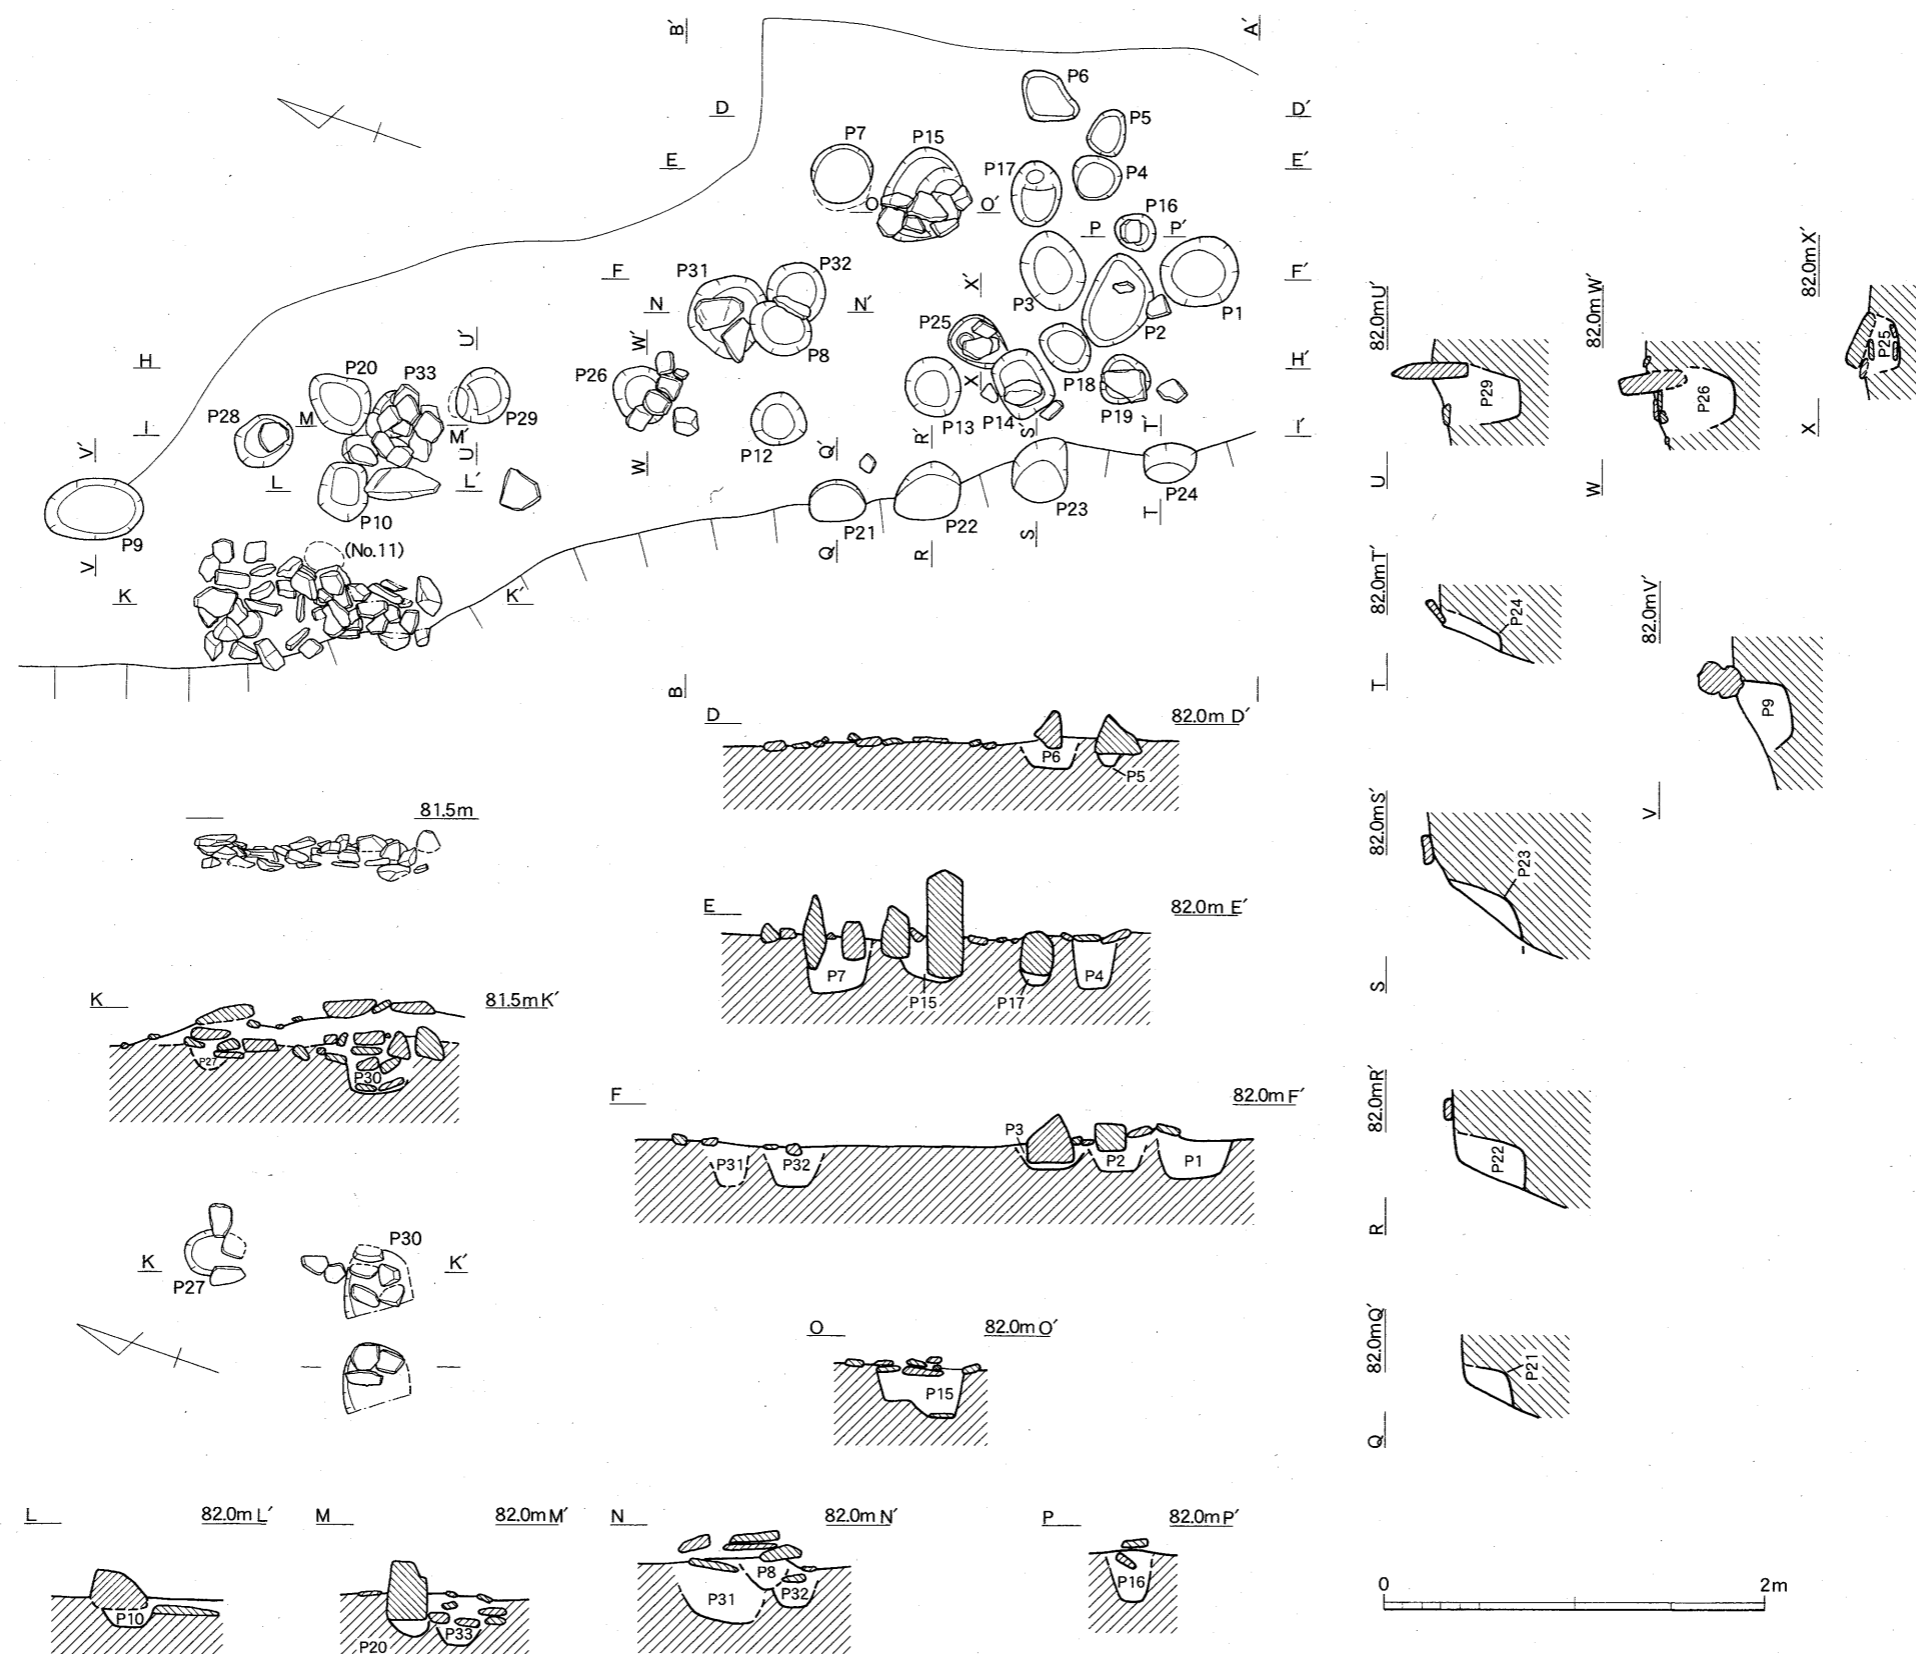 B′
A′
P6
D
D′
P5
P7
P15
E
P17
E′
P4
O
O′
P16
P
P′
P31
P32
F
F′
X′
N
N′
P3
P1
P25
P2
P8
U′
W′
H
H′
P20
P33
P26
X
P18
P29
P19
P28
M
M′
P13
P14
I
I′
P12
V′
U
Q′
R′
S′
T′
L
L′
W
P24
P10
P23
P9
P21
P22
T
(No.11)
S
V
Q
R
K
K′
B
82.0m U′
P29
U
82.0m W′
P26
W
82.0m X′
P25
X
82.0m T′
P24
T
82.0m V′
P9
V
D
82.0m D′
P6
P5
81.5m
82.0m S′
P23
S
E
82.0m E′
P7
P15
P17
P4
K
81.5m K′
P27
P30
F
82.0m F′
P3
P31
P32
P2
P1
82.0m R′
P22
R
P30
K
K′
P27
O
82.0m O′
P15
82.0m Q′
P21
Q
L
82.0m L′
P10
M
82.0m M′
P33
P20
N
82.0m N′
P8
P31
P32
P
82.0m P′
P16
0
2m